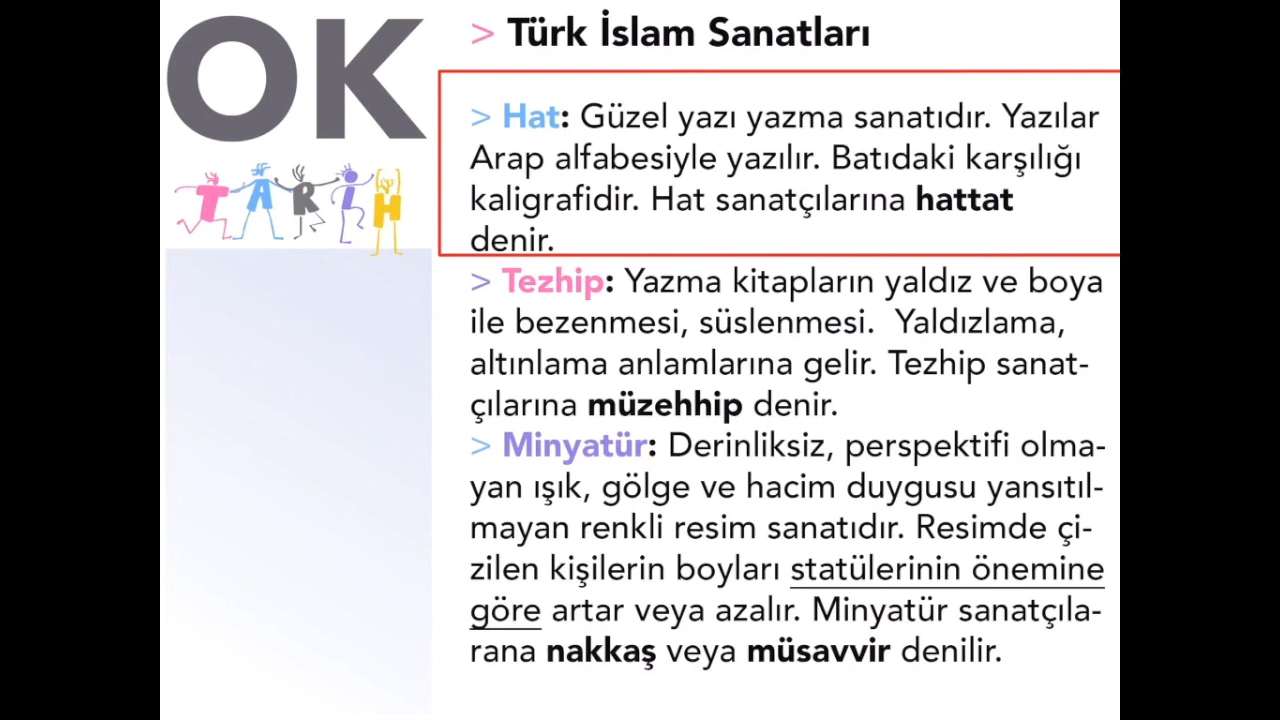 OK
TARİH
> Türk İslam Sanatları
> Hat: Güzel yazı yazma sanatıdır. Yazılar
Arap alfabesiyle yazılır. Batıdaki karşılığı
kaligrafidir. Hat sanatçılarına hattat
denir.
> Tezhip: Yazma kitapların yaldız ve boya
ile bezenmesi, süslenmesi. Yaldızlama,
altınlama anlamlarına gelir. Tezhip sanat-
çılarına müzehhip denir.
> Minyatür: Derinliksiz, perspektifi olma-
yan ışık, gölge ve hacim duygusu yansıtıl-
mayan renkli resim sanatıdır. Resimde çi-
zilen kişilerin boyları statülerinin önemine
göre artar veya azalır. Minyatür sanatçıla-
rana nakkaş veya müsavvir denilir.